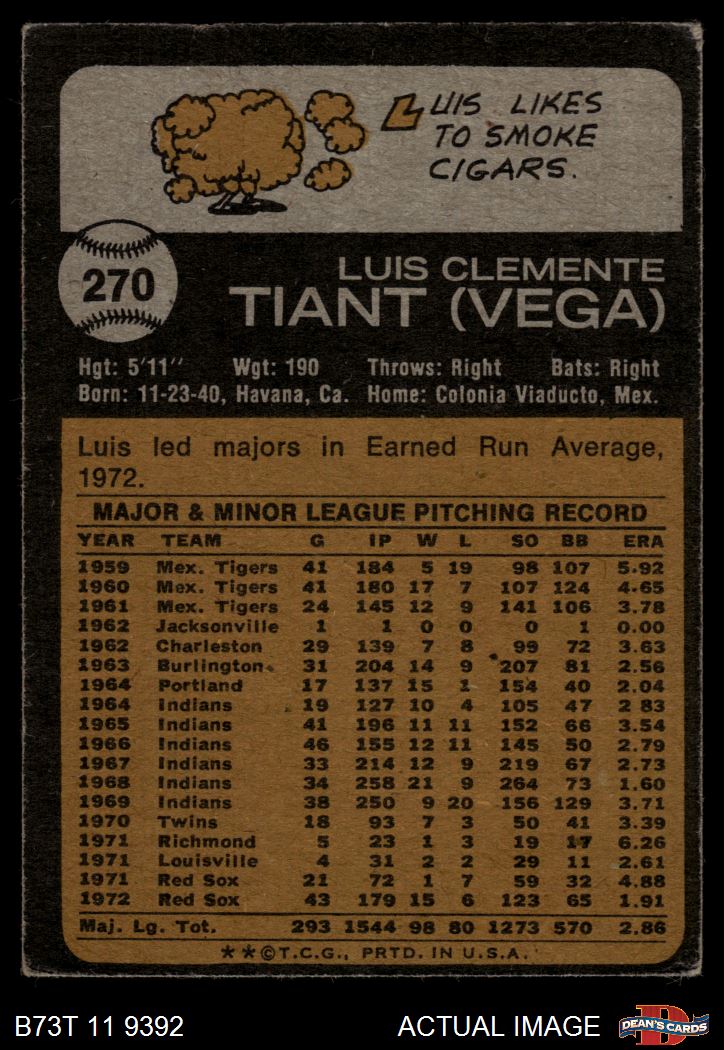 LUIS LIKES
TO SMOKE
CIGARS.
270
LUIS CLEMENTE
TIANT (VEGA)
Hgt: 5'11" Wgt: 190 Throws: Right Bats: Right
Born: 11-23-40, Havana, Ca. Home: Colonia Viaducto, Mex.
Luis led majors in Earned Run Average,
1972.
MAJOR & MINOR LEAGUE PITCHING RECORD
YEAR TEAM G IP W L SO BB ERA
1959 Mex. Tigers 41 184 5 19 98 107 5.92
1960 Mex. Tigers 41 180 17 7 107 124 4.65
1961 Mex. Tigers 24 145 12 9 141 106 3.78
1962 Jacksonville 1 1 0 0 0 1 0.00
1962 Charleston 29 139 7 8 99 72 3.63
1963 Burlington 31 204 14 9 207 81 2.56
1964 Portland 17 137 15 1 154 40 2.04
1964 Indians 19 127 10 4 105 47 2 83
1965 Indians 41 196 11 11 152 66 3.54
1966 Indians 46 155 12 11 145 50 2.79
1967 Indians 33 214 12 9 219 67 2.73
1968 Indians 34 258 21 9 264 73 1.60
1969 Indians 38 250 9 20 156 129 3.71
1970 Twins 18 93 7 3 50 41 3.39
1971 Richmond 5 23 1 3 19 17 6.26
1971 Louisville 4 31 2 2 29 11 2.61
1971 Red Sox 21 72 1 7 59 32 4.88
1972 Red Sox 43 179 15 6 123 65 1.91
Maj. Lg. Tot. 293 1544 98 80 1273 570 2.86
**©T.C.G., PRTD. IN U.S.A.
B73T 11 9392 ACTUAL IMAGE DEAN'S CARDS